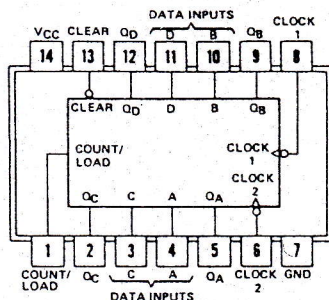 DATA INPUTS
CLOCK
VCC CLEAR QD D B QB 1
14 13 12 11 10 9 8
CLEAR QD D B QB
COUNT/
LOAD
CLOCK
1
CLOCK
2
QC C A QA
1 2 3 4 5 6 7
COUNT/ QC C A QA CLOCK GND
LOAD 2
DATA INPUTS